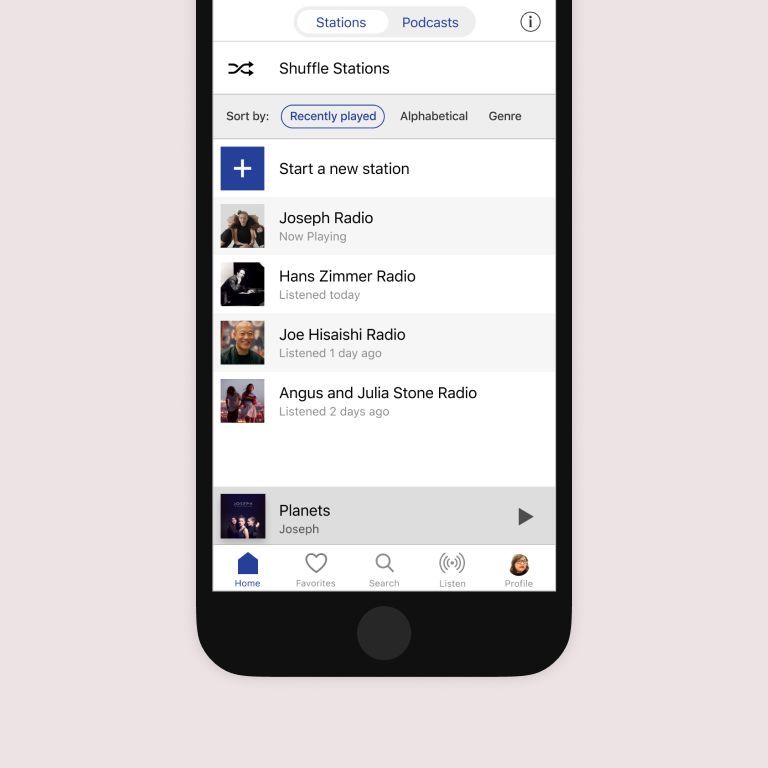 Stations Podcasts
Shuffle Stations
Sort by: Recently played Alphabetical Genre
Start a new station
Joseph Radio
Now Playing
Hans Zimmer Radio
Listened today
Joe Hisaishi Radio
Listened 1 day ago
Angus and Julia Stone Radio
Listened 2 days ago
JOSEPH
Planets
Joseph
Home Favorites Search Listen Profile